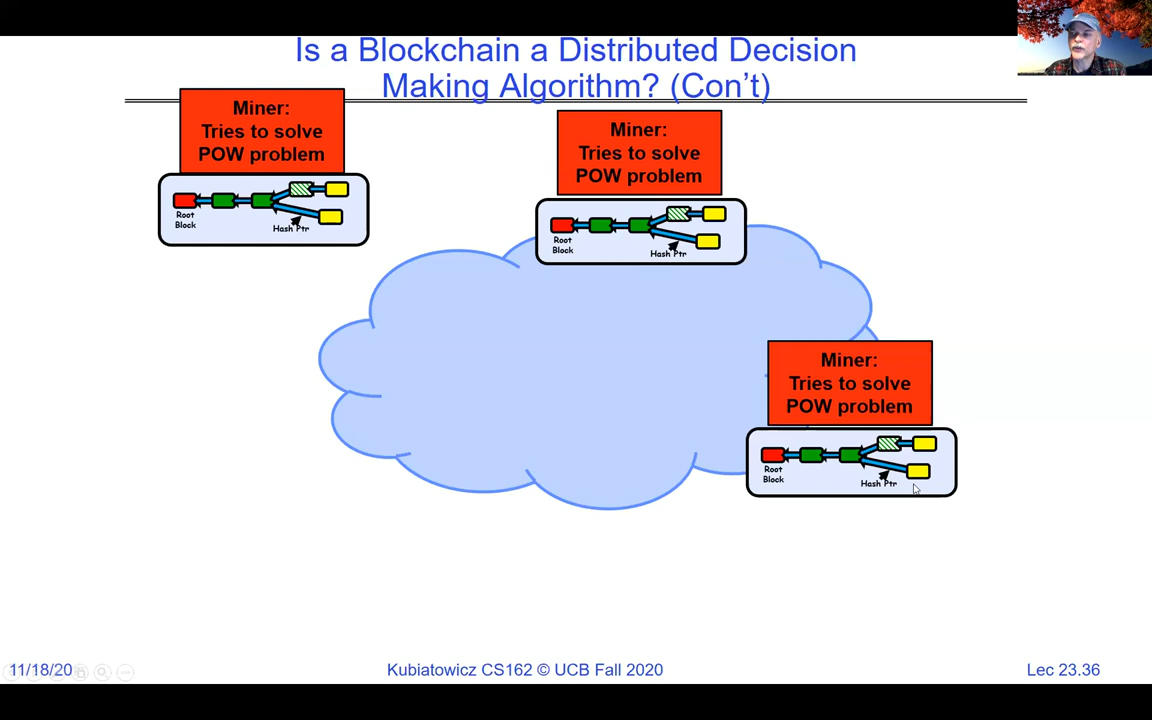 Is a Blockchain a Distributed Decision
Making Algorithm? (Con't)
Miner:
Tries to solve
POW problem
Root
Block
Hash Ptr
Miner:
Tries to solve
POW problem
Root
Block
Hash Ptr
Miner:
Tries to solve
POW problem
Root
Block
Hash Ptr
11/18/20
Kubiatowicz CS162 © UCB Fall 2020
Lec 23.36